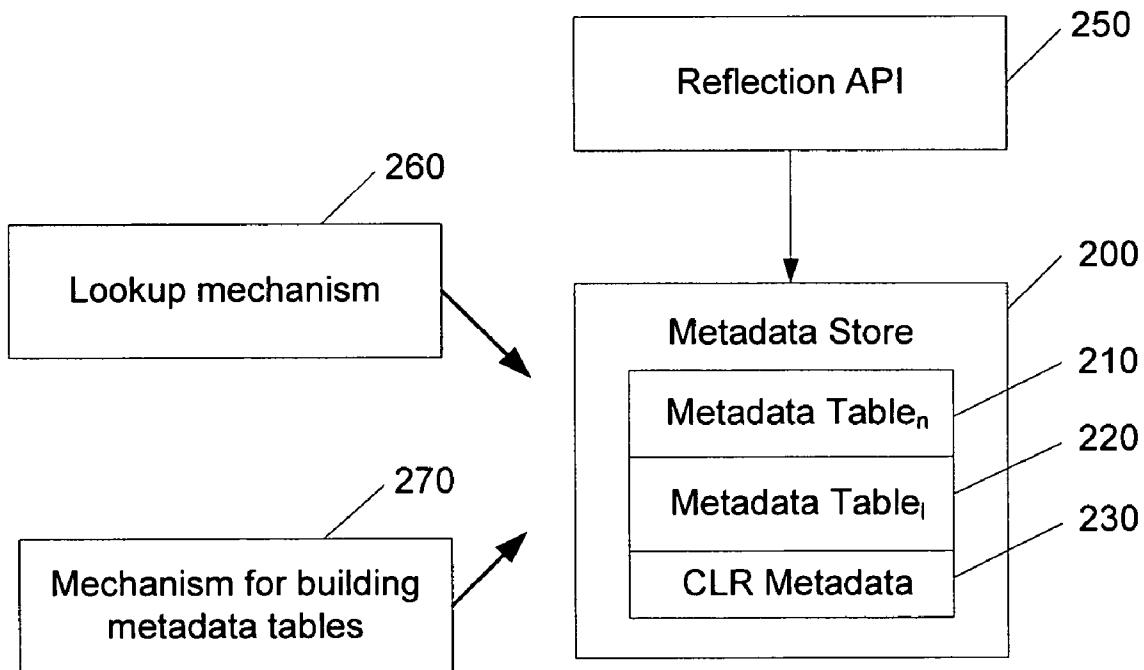 250
Reflection API
260
Lookup mechanism
200
Metadata Store
210
Metadata Tableₙ
220
Metadata Tableₗ
270
230
Mechanism for building
metadata tables
CLR Metadata